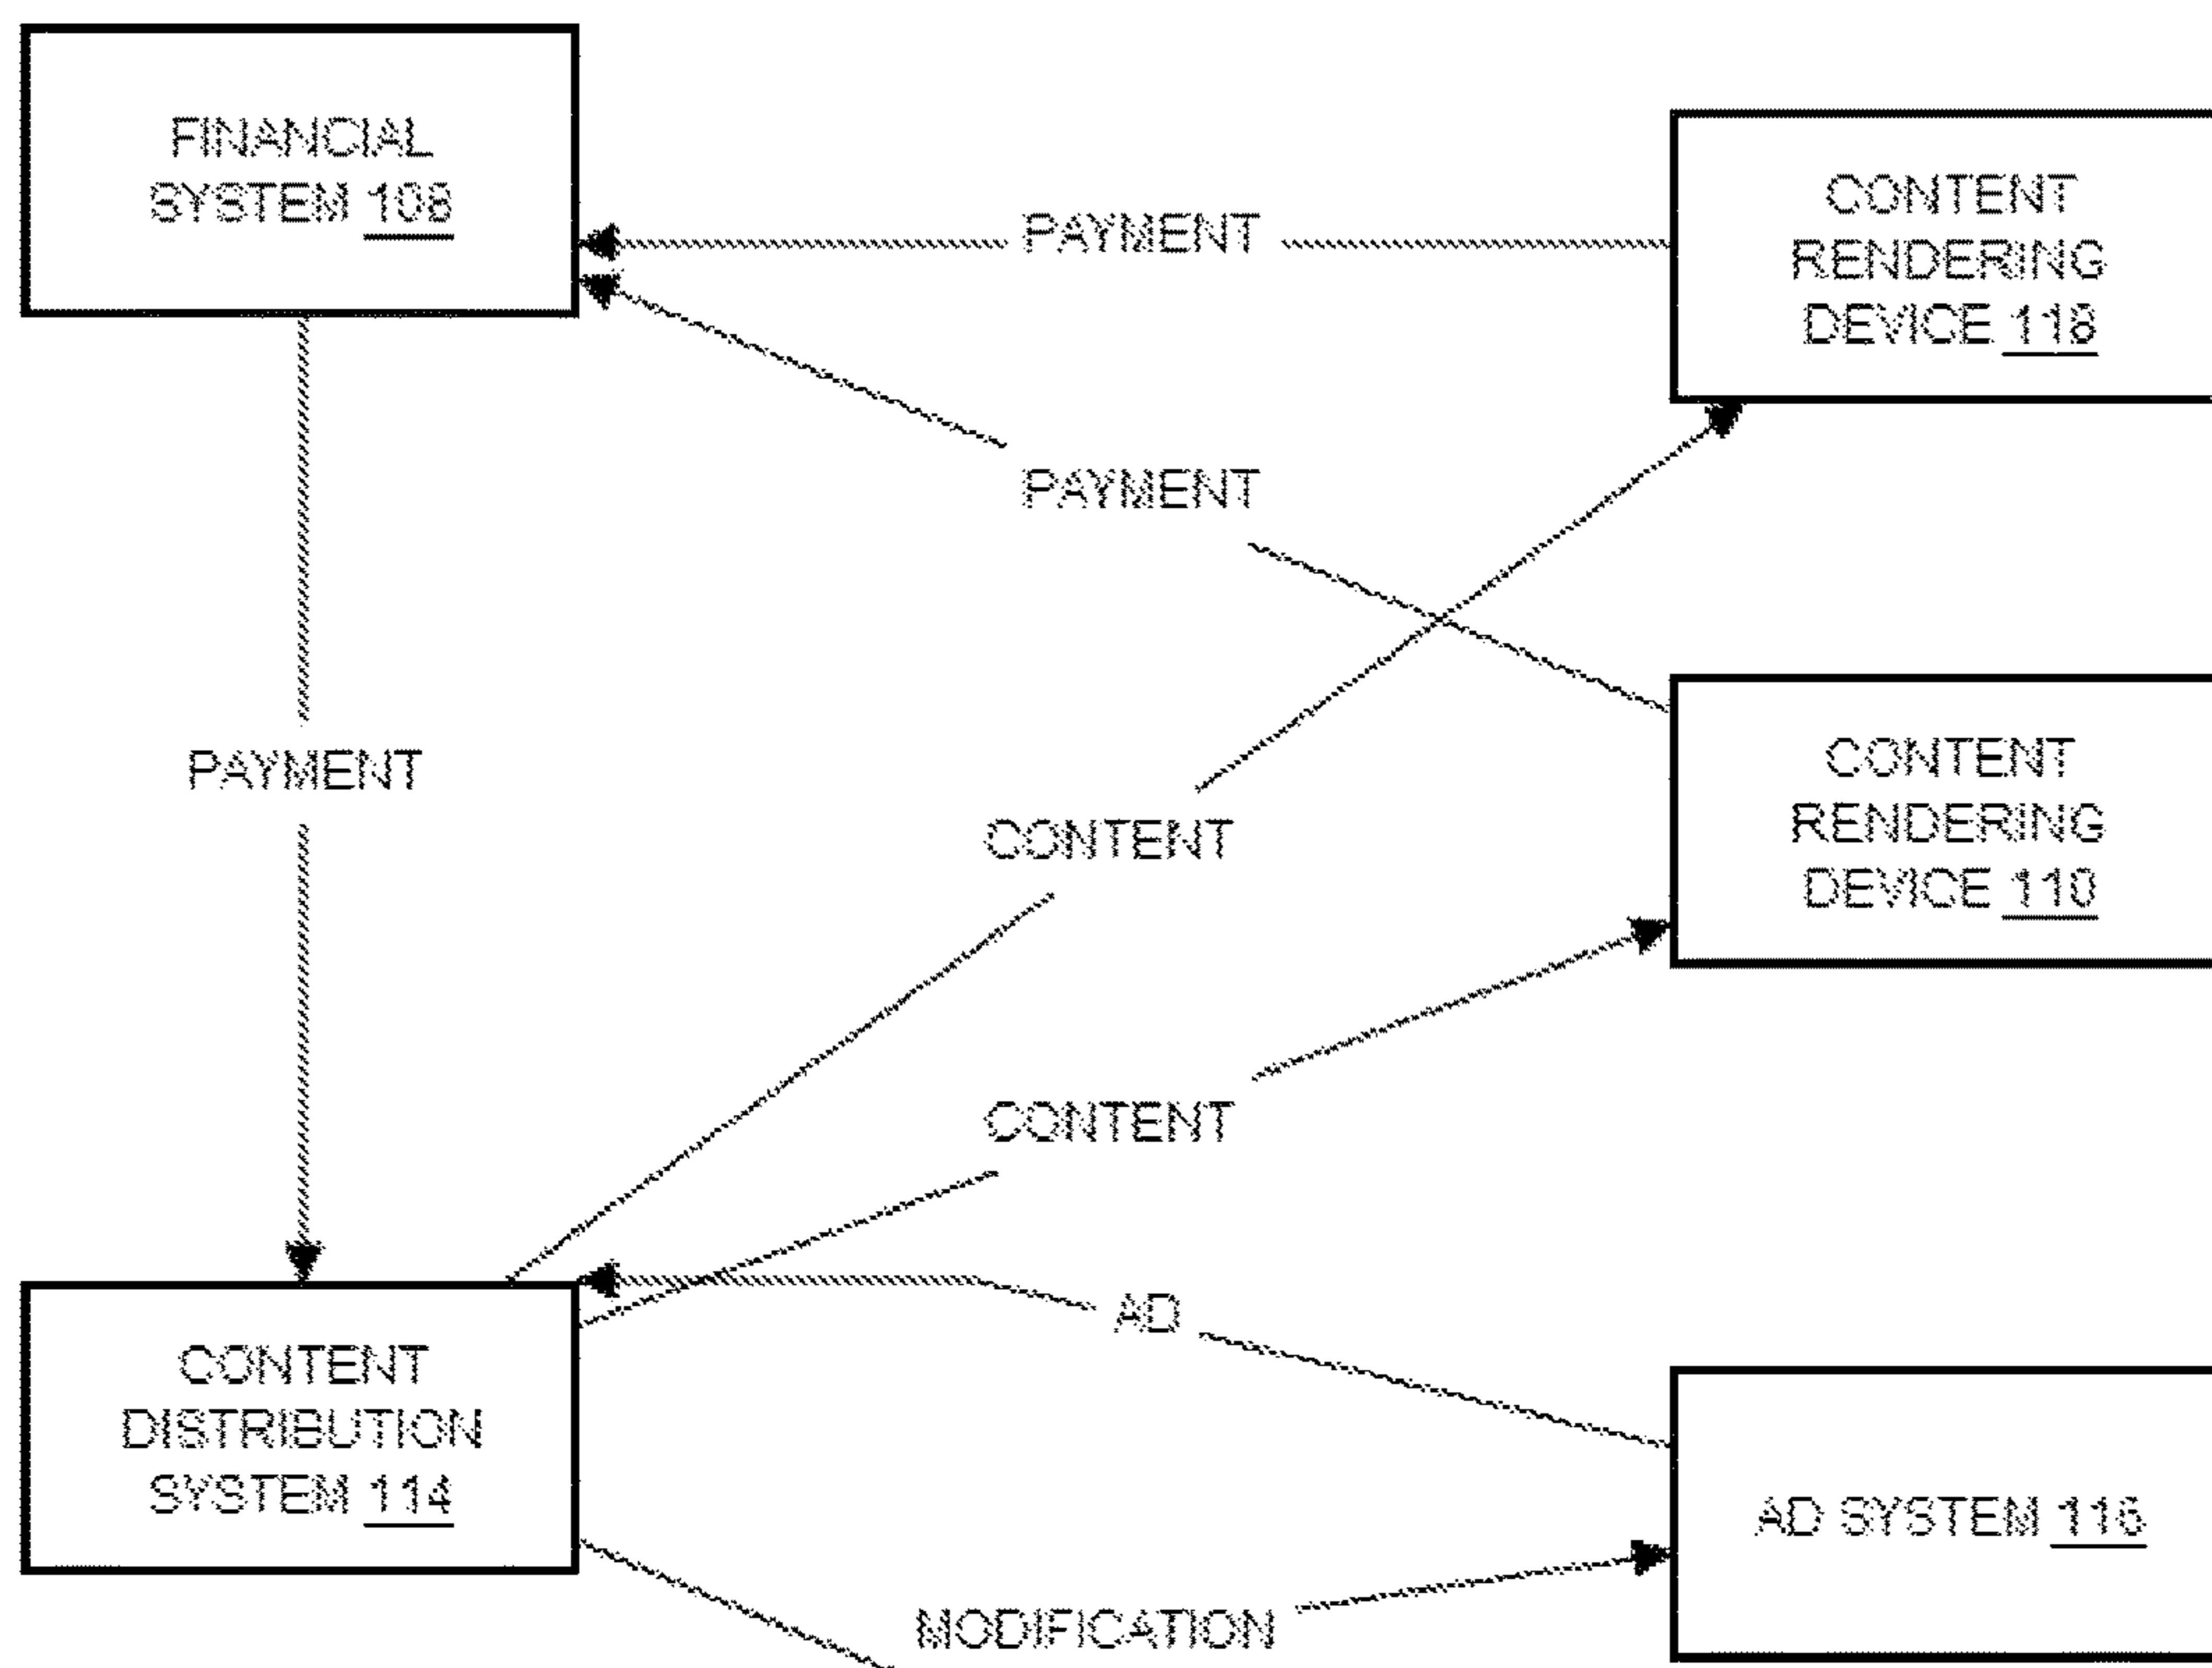 FINANCIAL
SYSTEM 108
CONTENT
RENDERING
DEVICE 118
PAYMENT
PAYMENT
PAYMENT
CONTENT
RENDERING
DEVICE 110
CONTENT
CONTENT
AD
CONTENT
DISTRIBUTION
SYSTEM 114
AD SYSTEM 116
MODIFICATION